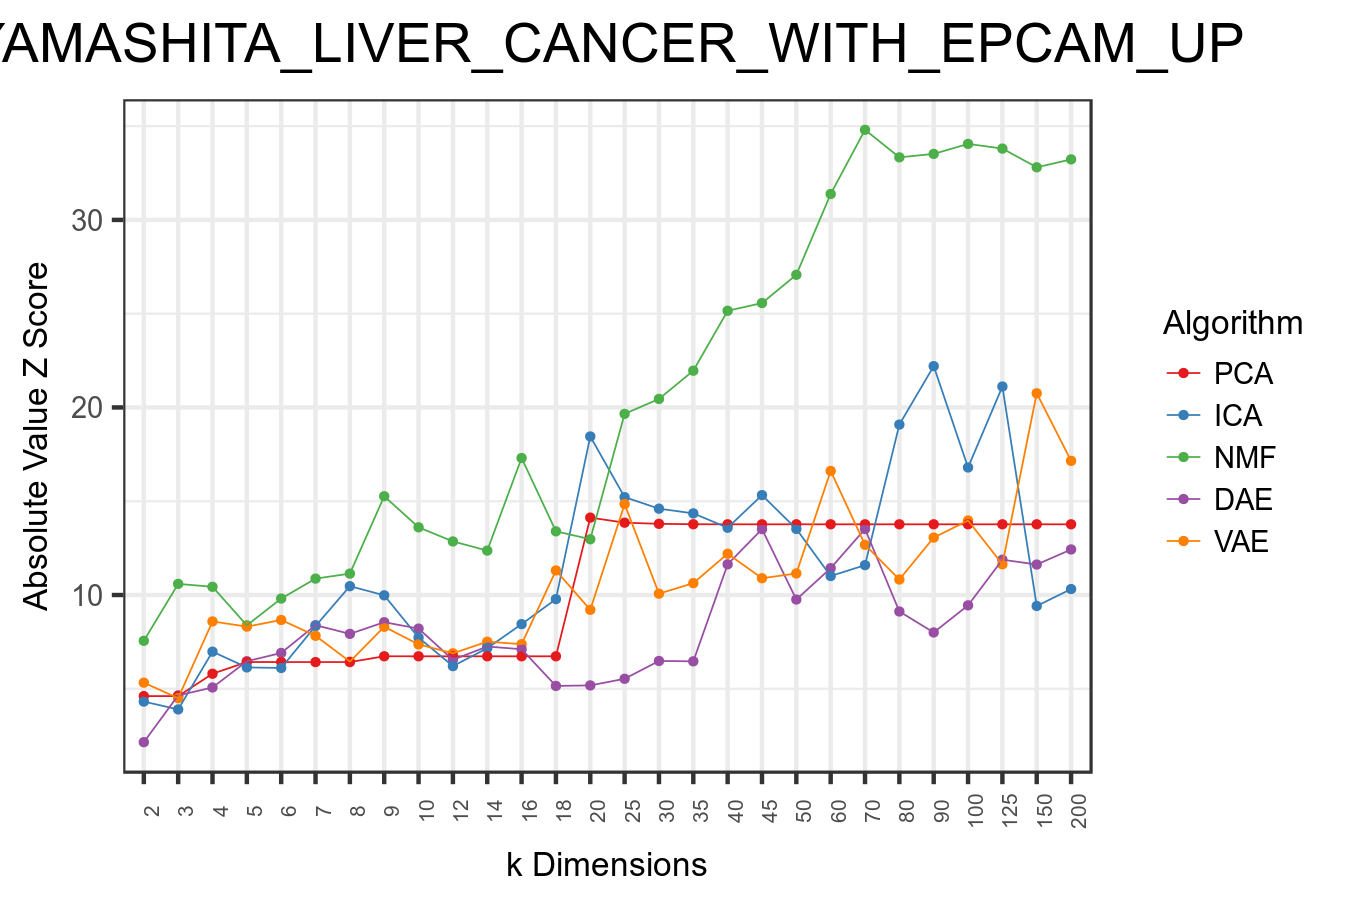 YAMASHITA_LIVER_CANCER_WITH_EPCAM_UP
Absolute Value Z Score
30
20
10
2 3 4 5 6 7 8 9 10 12 14 16 18 20 25 30 35 40 45 50 60 70 80 90 100 125 150 200
k Dimensions
Algorithm
PCA
ICA
NMF
DAE
VAE